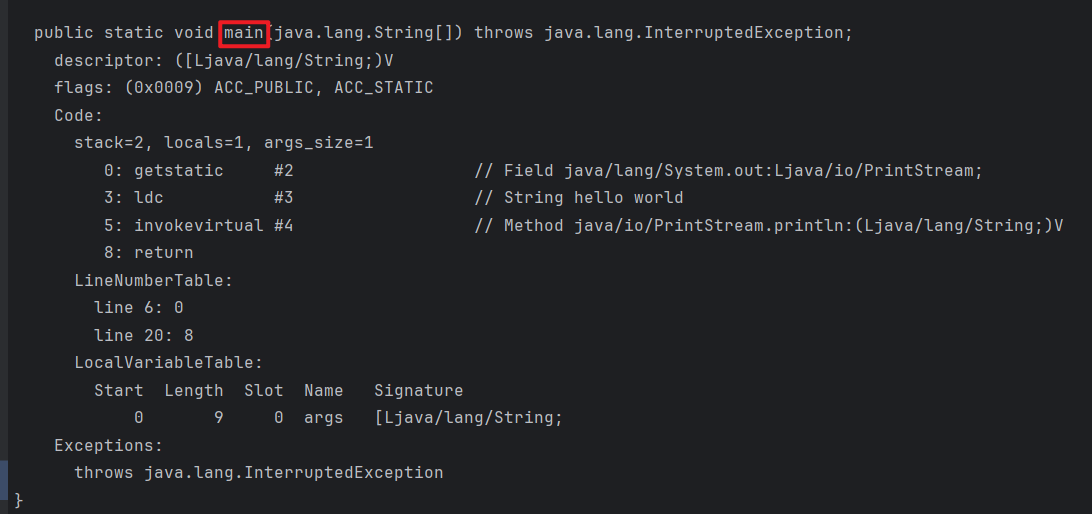 public static void main(java.lang.String[]) throws java.lang.InterruptedException;
descriptor: ([Ljava/lang/String;)V
flags: (0x0009) ACC_PUBLIC, ACC_STATIC
Code:
stack=2, locals=1, args_size=1
0: getstatic #2 // Field java/lang/System.out:Ljava/io/PrintStream;
3: ldc #3 // String hello world
5: invokevirtual #4 // Method java/io/PrintStream.println:(Ljava/lang/String;)V
8: return
LineNumberTable:
line 6: 0
line 20: 8
LocalVariableTable:
Start Length Slot Name Signature
0 9 0 args [Ljava/lang/String;
Exceptions:
throws java.lang.InterruptedException
}